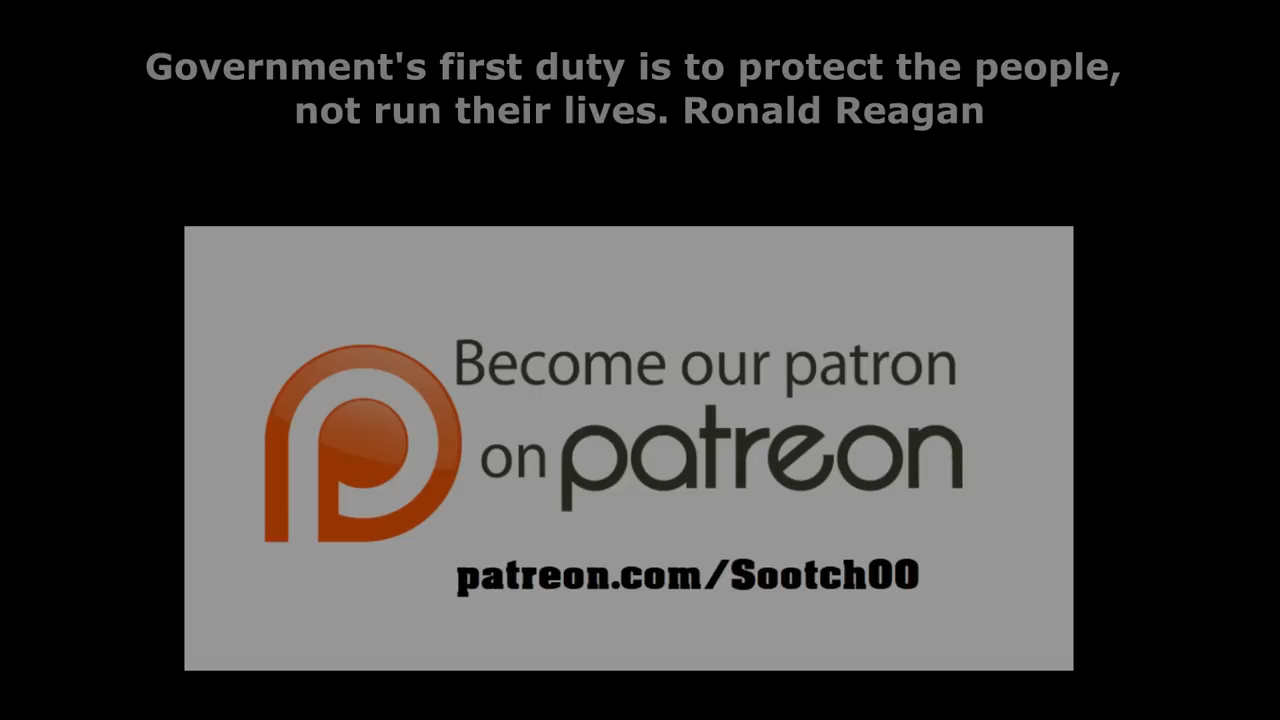 Government's first duty is to protect the people,
not run their lives. Ronald Reagan
Become our patron
on patreon
patreon.com/Sootch00